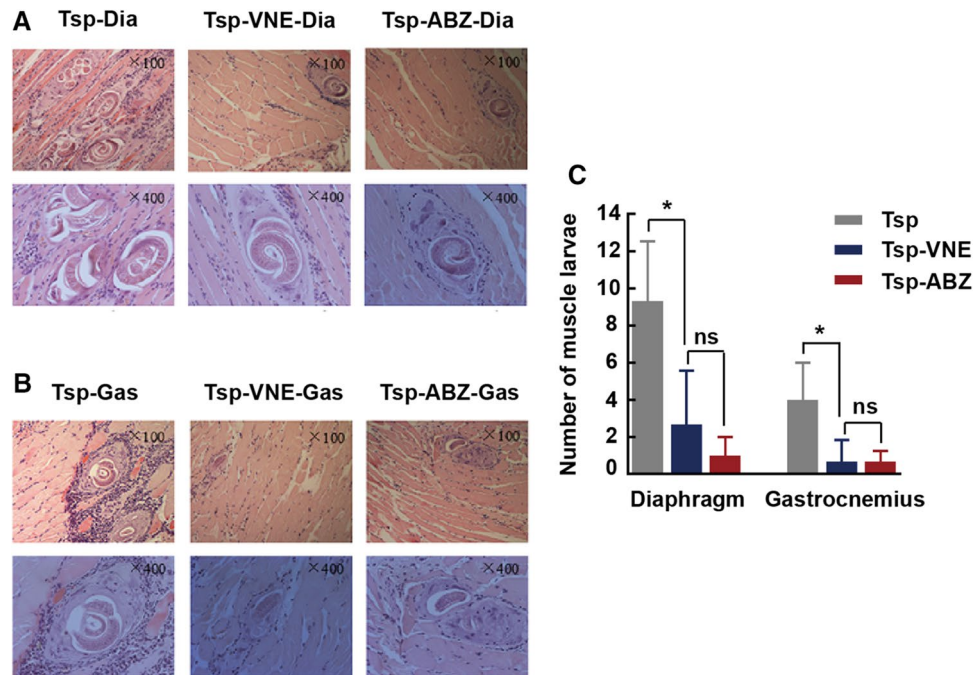 A
Tsp-Dia Tsp-VNE-Dia Tsp-ABZ-Dia
×100 ×100 ×100
×400 ×400 ×400
B
Tsp-Gas Tsp-VNE-Gas Tsp-ABZ-Gas
×100 ×100 ×100
×400 ×400 ×400
C
Number of muscle larvae
14
12
10
8
6
4
2
0
*
ns
*
ns
Diaphragm Gastrocnemius
Tsp
Tsp-VNE
Tsp-ABZ